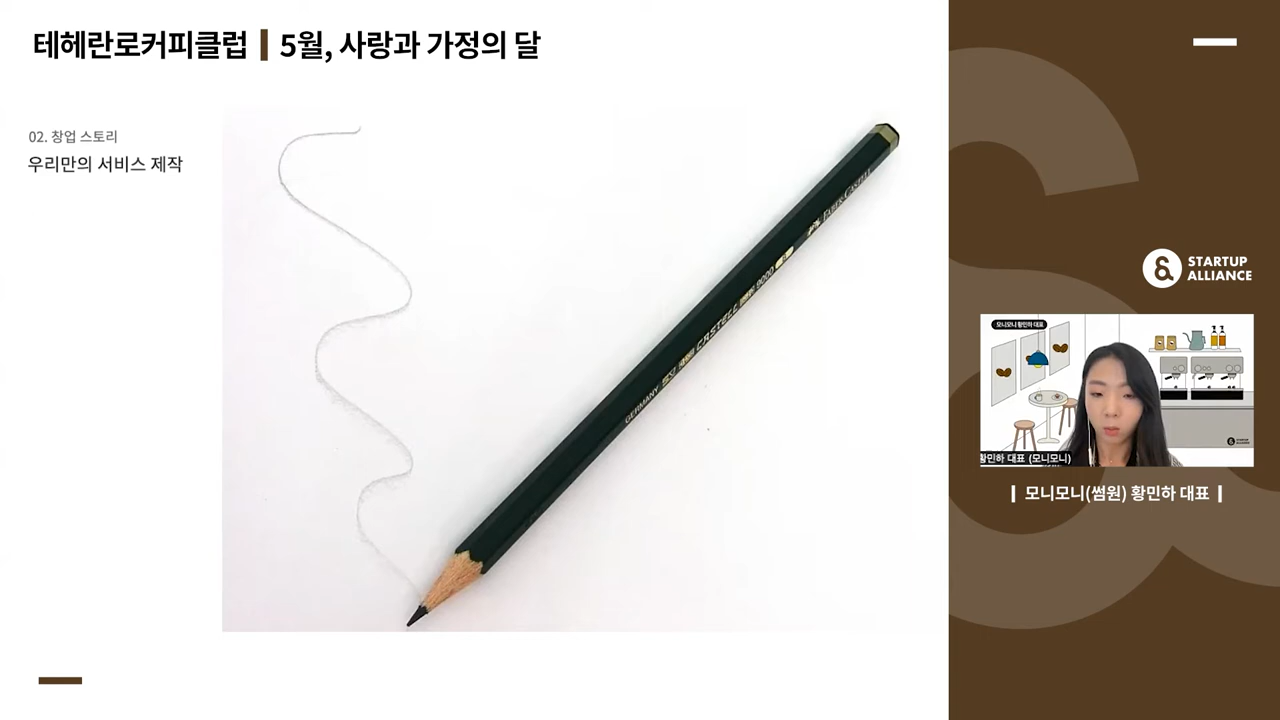 테헤란로커피클럽 | 5월, 사랑과 가정의 달
02. 창업 스토리
우리만의 서비스 제작
GERMANY CASTELL 9000 FABER-CASTELL
STARTUP
ALLIANCE
모니모니 황민하 대표
STARTUP
ALLIANCE
황민하 대표 (모니모니)
| 모니모니(썸원) 황민하 대표 |